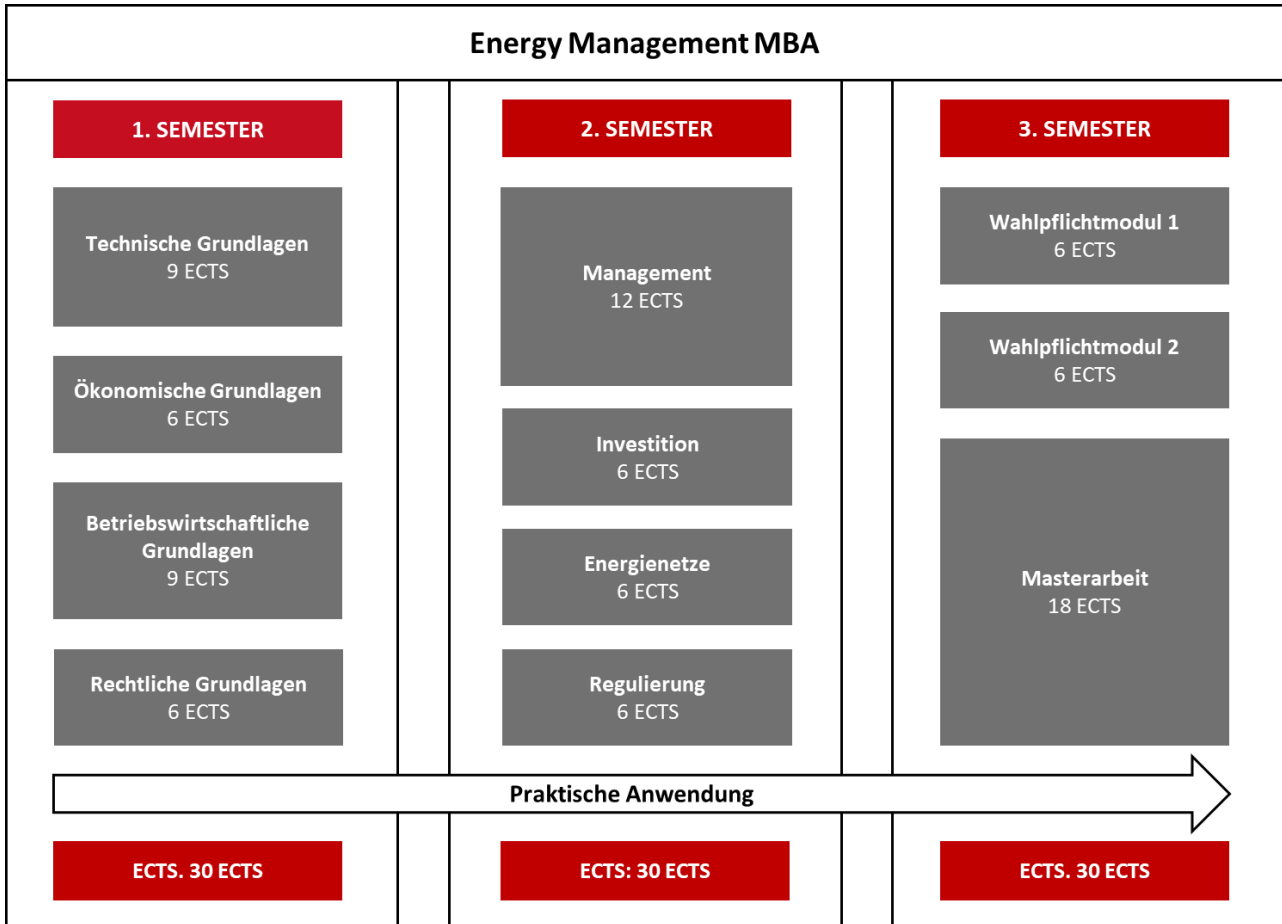 Energy Management MBA
1. SEMESTER
Technische Grundlagen
9 ECTS
Ökonomische Grundlagen
6 ECTS
Betriebswirtschaftliche
Grundlagen
9 ECTS
Rechtliche Grundlagen
6 ECTS
2. SEMESTER
Management
12 ECTS
Investition
6 ECTS
Energienetze
6 ECTS
Regulierung
6 ECTS
3. SEMESTER
Wahlpflichtmodul 1
6 ECTS
Wahlpflichtmodul 2
6 ECTS
Masterarbeit
18 ECTS
Praktische Anwendung
ECTS. 30 ECTS
ECTS: 30 ECTS
ECTS. 30 ECTS